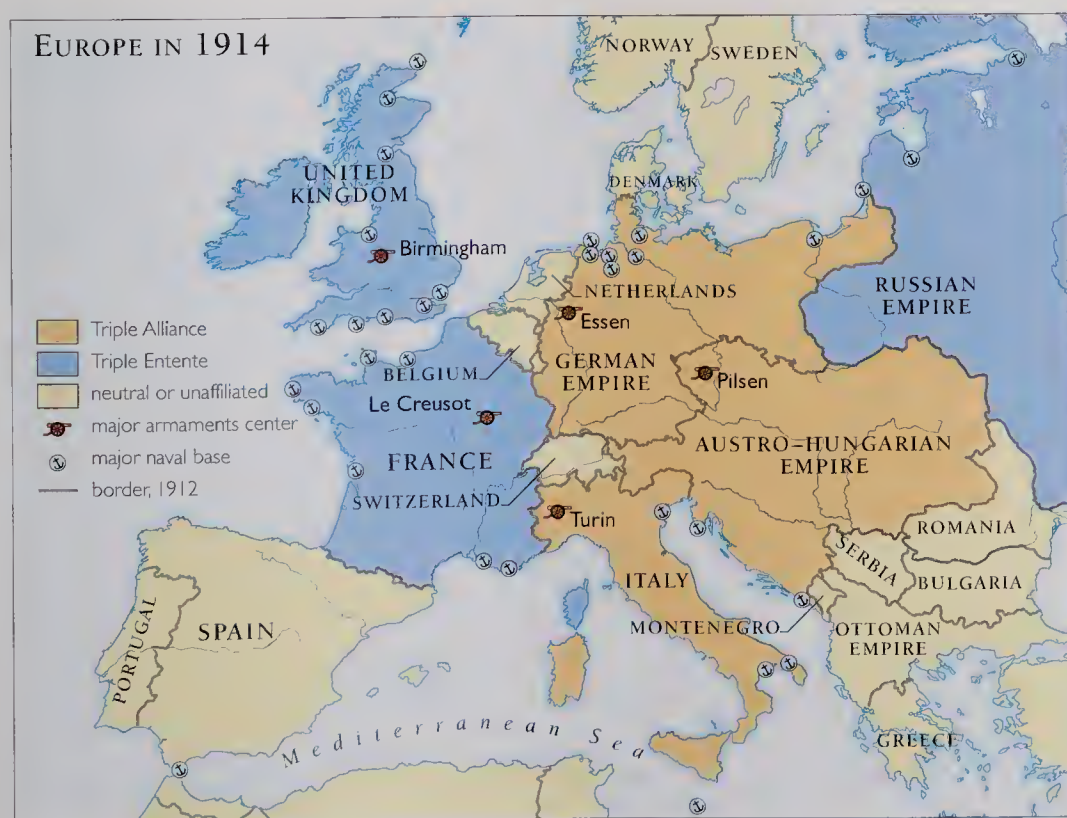 EUROPE IN 1914
NORWAY
SWEDEN
DENMARK
UNITED
KINGDOM
Birmingham
NETHERLANDS
Essen
RUSSIAN
EMPIRE
Triple Alliance
Triple Entente
neutral or unaffiliated
major armaments center
major naval base
border, 1912
BELGIUM
GERMAN
EMPIRE
Pilsen
Le Creusot
FRANCE
AUSTRO-HUNGARIAN
EMPIRE
SWITZERLAND
Turin
ROMANIA
SERBIA
BULGARIA
ITALY
MONTENEGRO
OTTOMAN
EMPIRE
PORTUGAL
SPAIN
Mediterranean Sea
GREECE